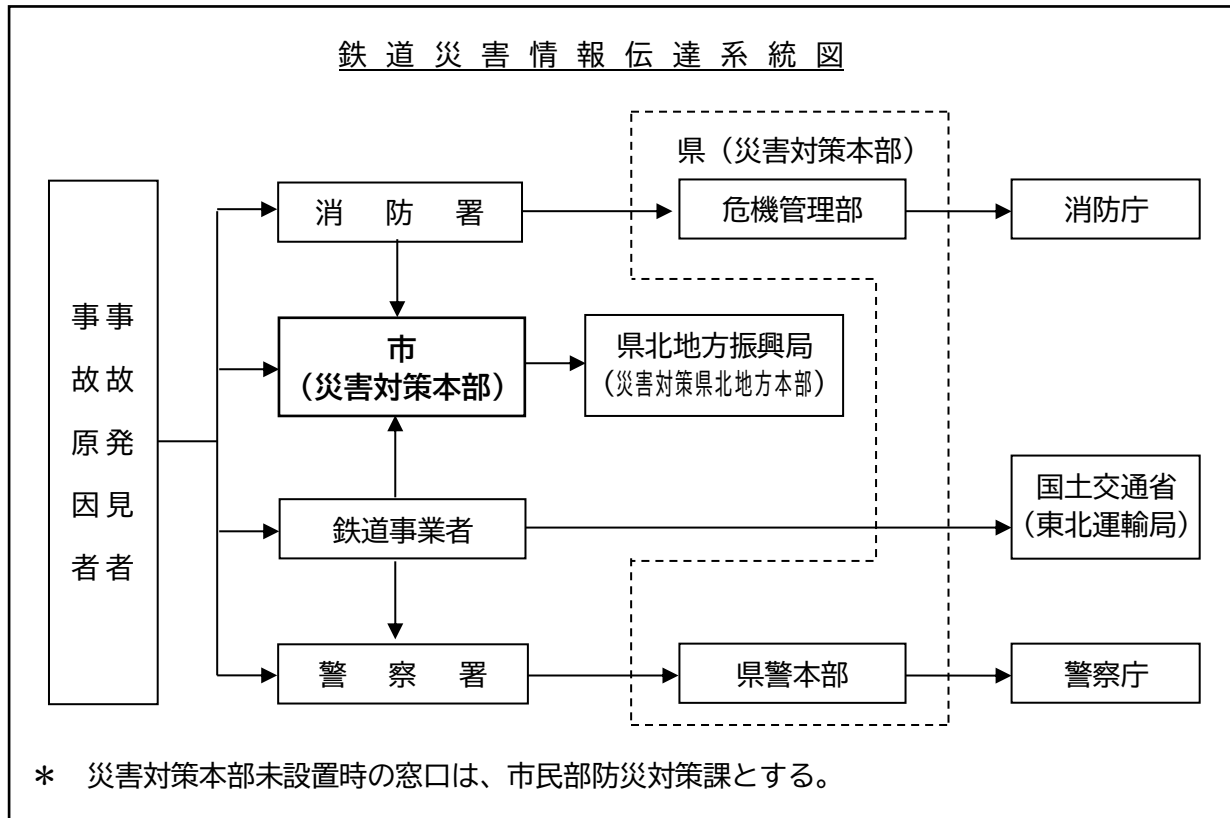 鉄道災害情報伝達系統図
県（災害対策本部）
事故発見者
事故原因者
消防署
危機管理部
消防庁
市
（災害対策本部）
県北地方振興局
（災害対策県北地方本部）
鉄道事業者
国土交通省
（東北運輸局）
警察署
県警本部
警察庁
＊　災害対策本部未設置時の窓口は、市民部防災対策課とする。